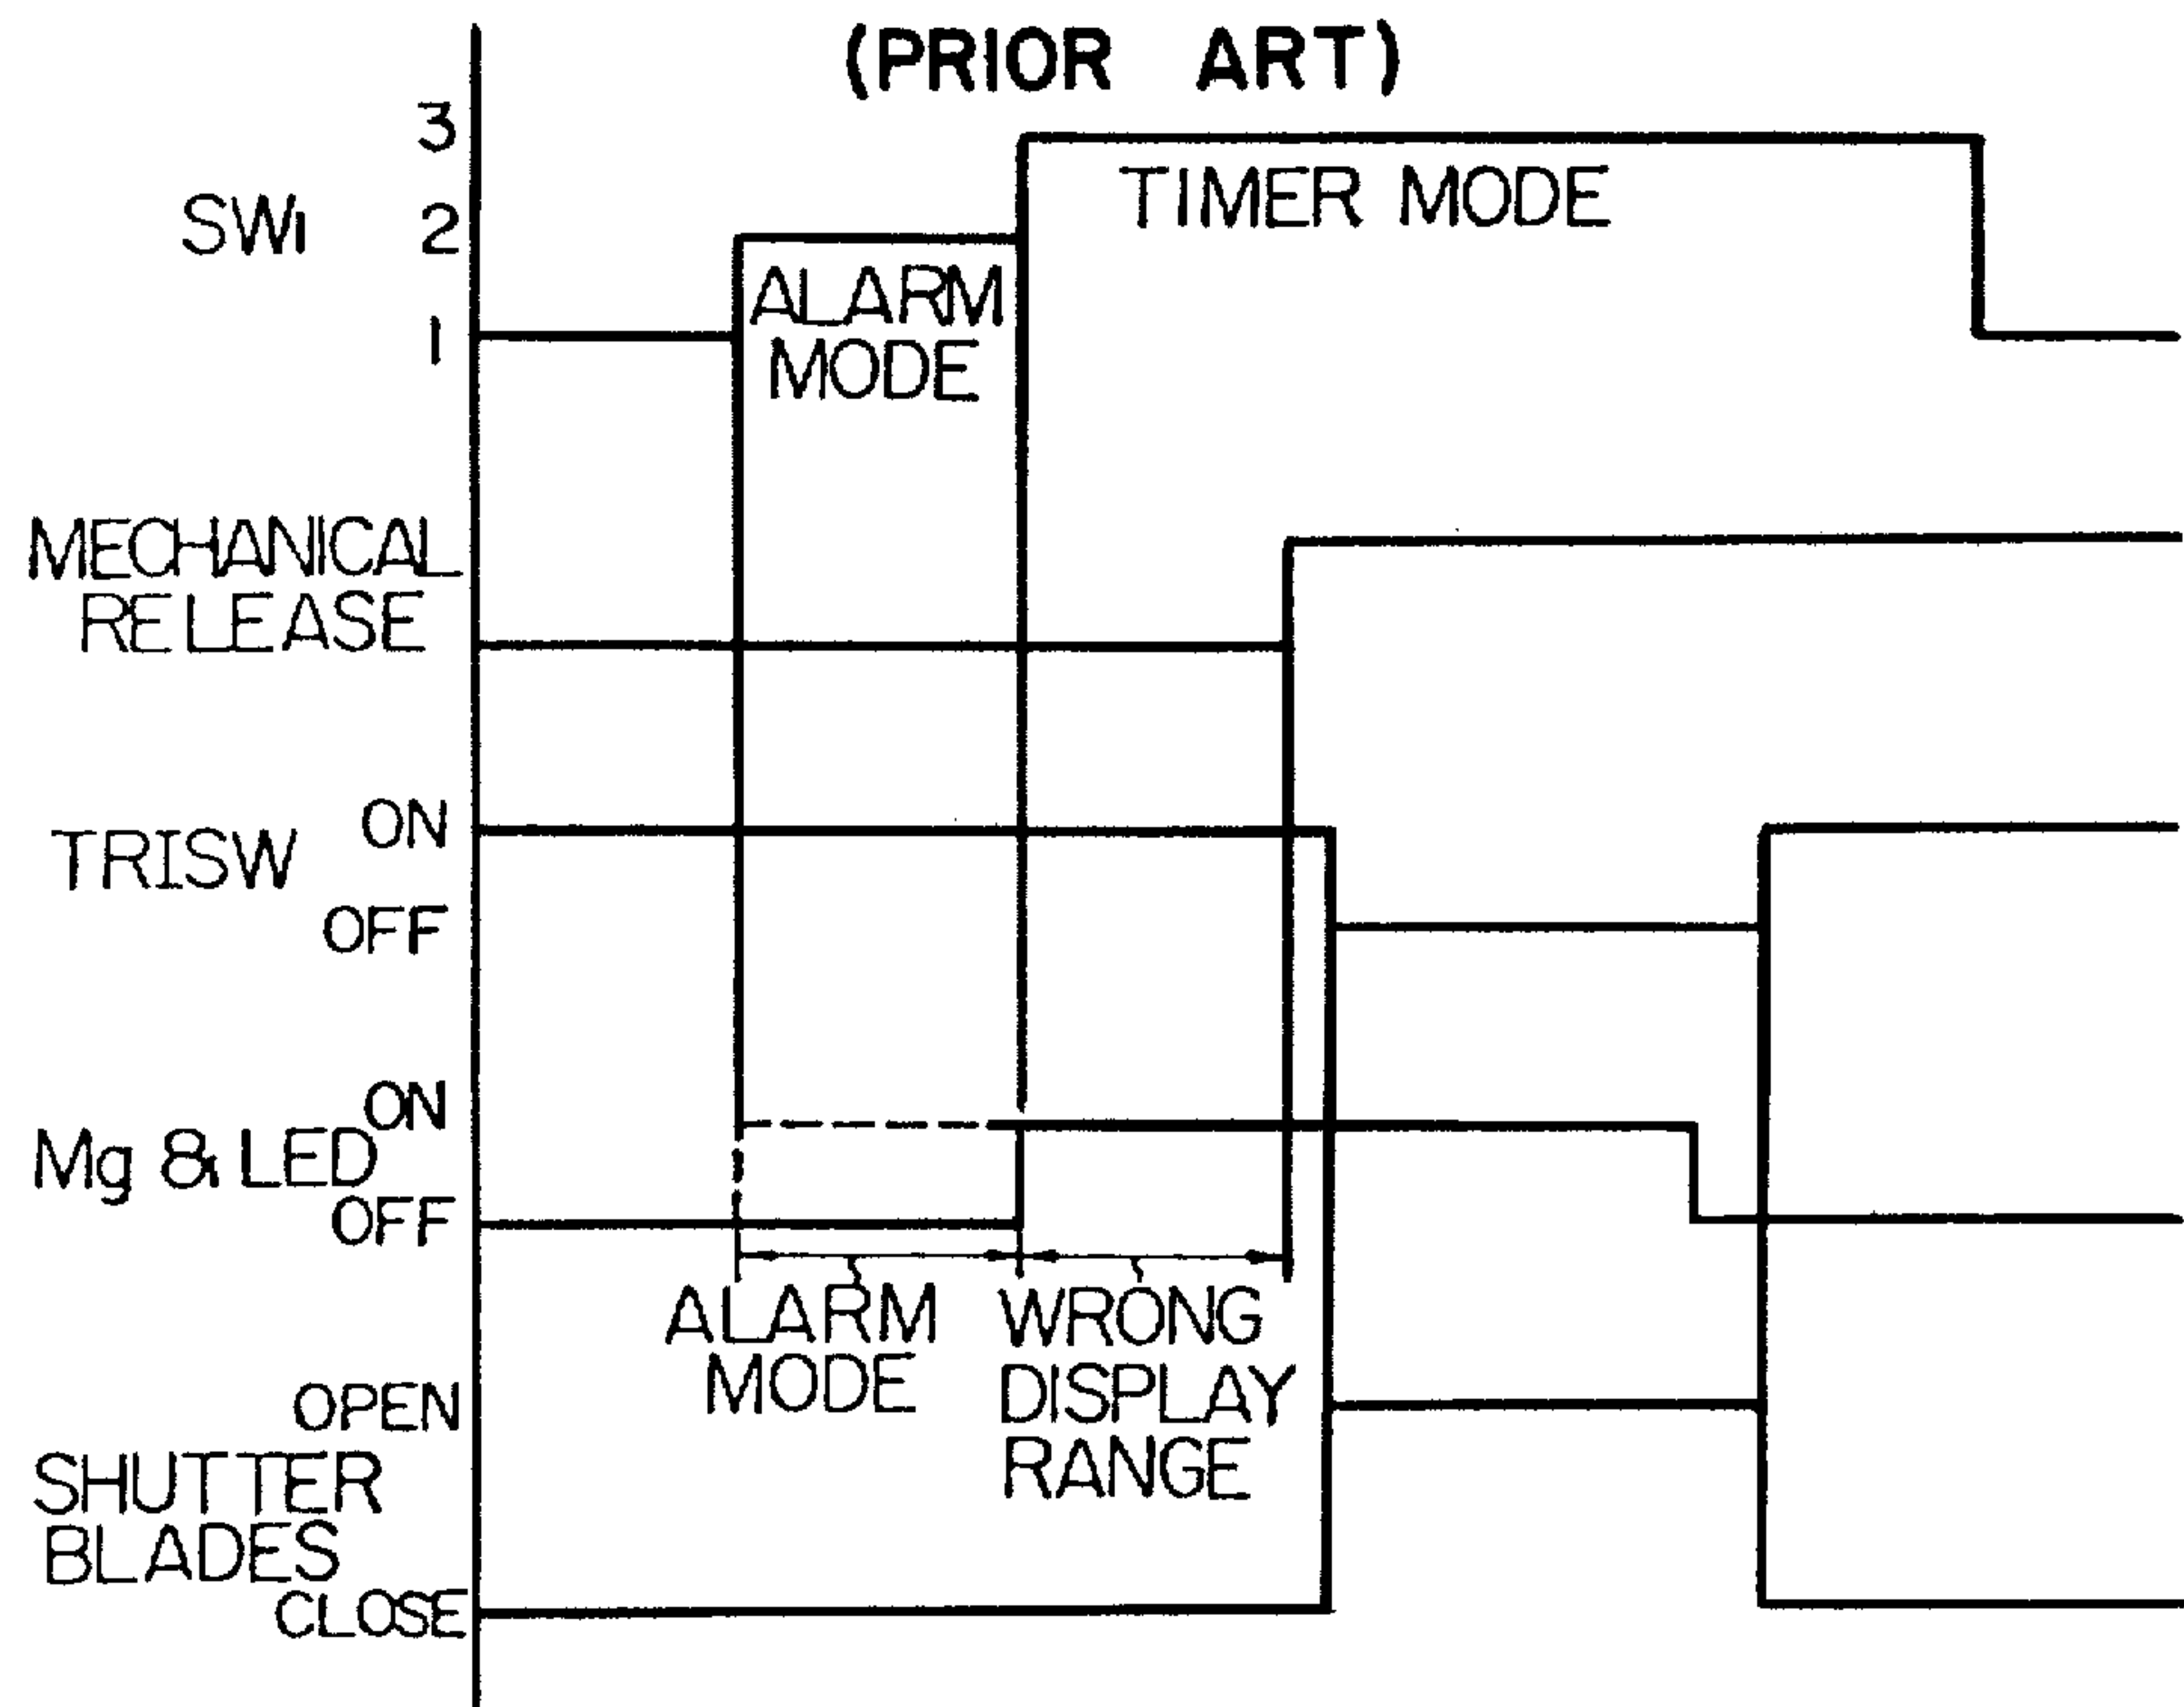 (PRIOR ART)
3
TIMER MODE
SW1
2
ALARM
MODE
1
MECHANICAL
RELEASE
ON
TRISW
OFF
ON
Mg & LED
OFF
ALARM
MODE
WRONG
DISPLAY
RANGE
OPEN
SHUTTER
BLADES
CLOSE